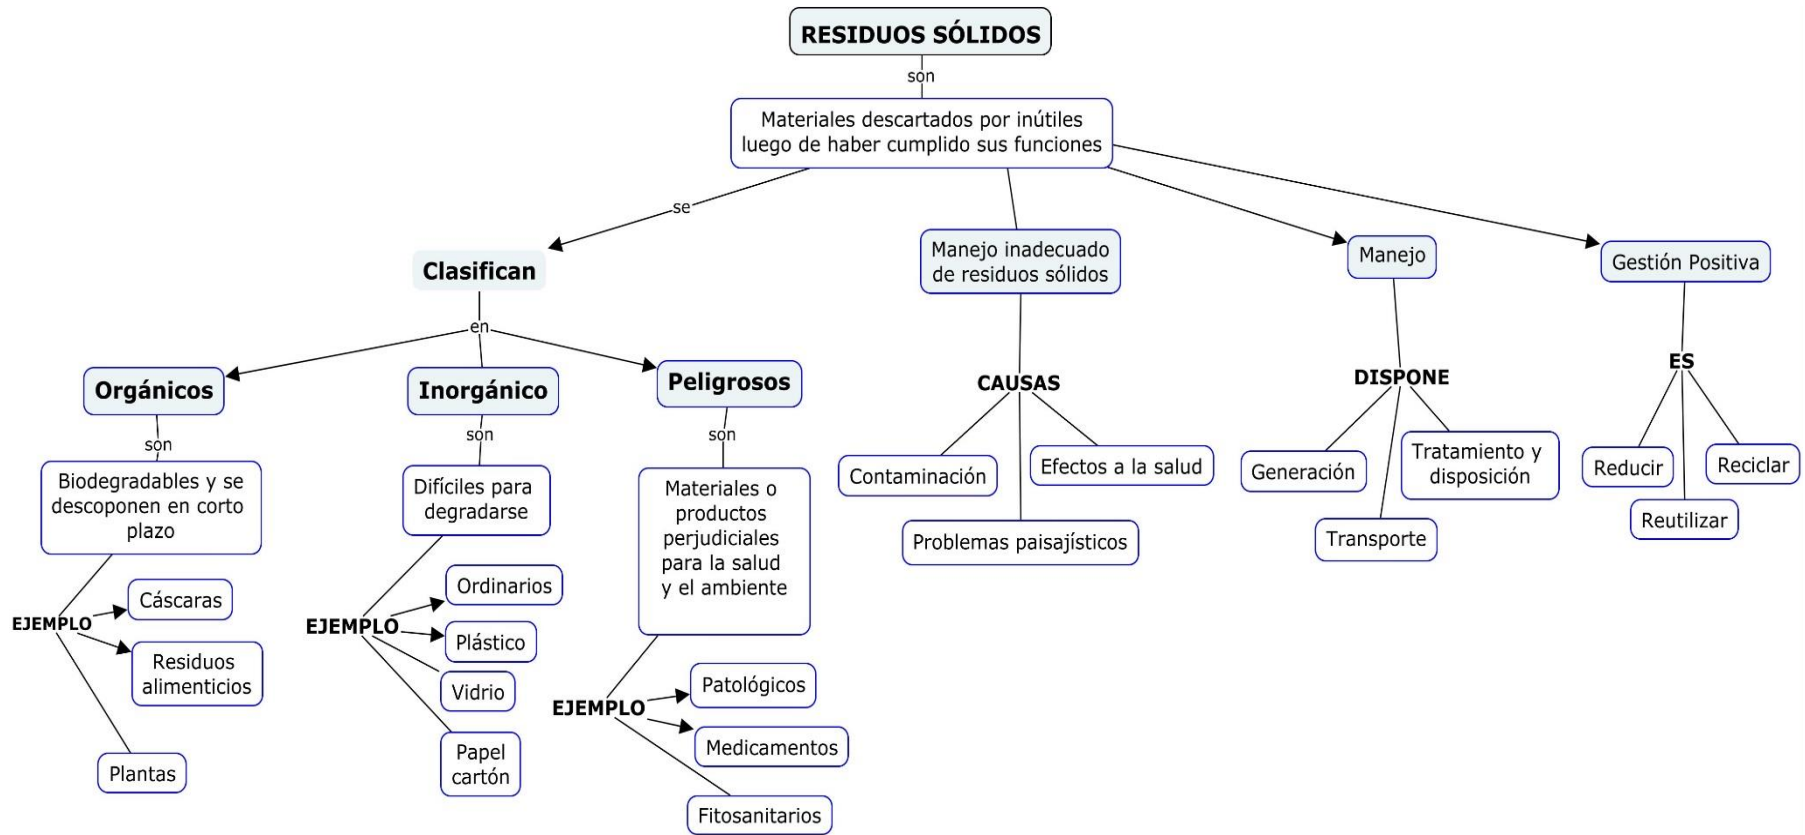 RESIDUOS SÓLIDOS
son
Materiales descartados por inútiles
luego de haber cumplido sus funciones
se
Clasifican
en
Orgánicos
son
Biodegradables y se
descoponen en corto
plazo
EJEMPLO
Cáscaras
Residuos
alimenticios
Plantas
Inorgánico
son
Difíciles para
degradarse
EJEMPLO
Ordinarios
Plástico
Vidrio
Papel
cartón
Peligrosos
son
Materiales o
productos
perjudiciales
para la salud
y el ambiente
EJEMPLO
Patológicos
Medicamentos
Fitosanitarios
Manejo inadecuado
de residuos sólidos
CAUSAS
Contaminación
Problemas paisajísticos
Efectos a la salud
Manejo
DISPONE
Generación
Transporte
Tratamiento y
disposición
Gestión Positiva
ES
Reducir
Reutilizar
Reciclar